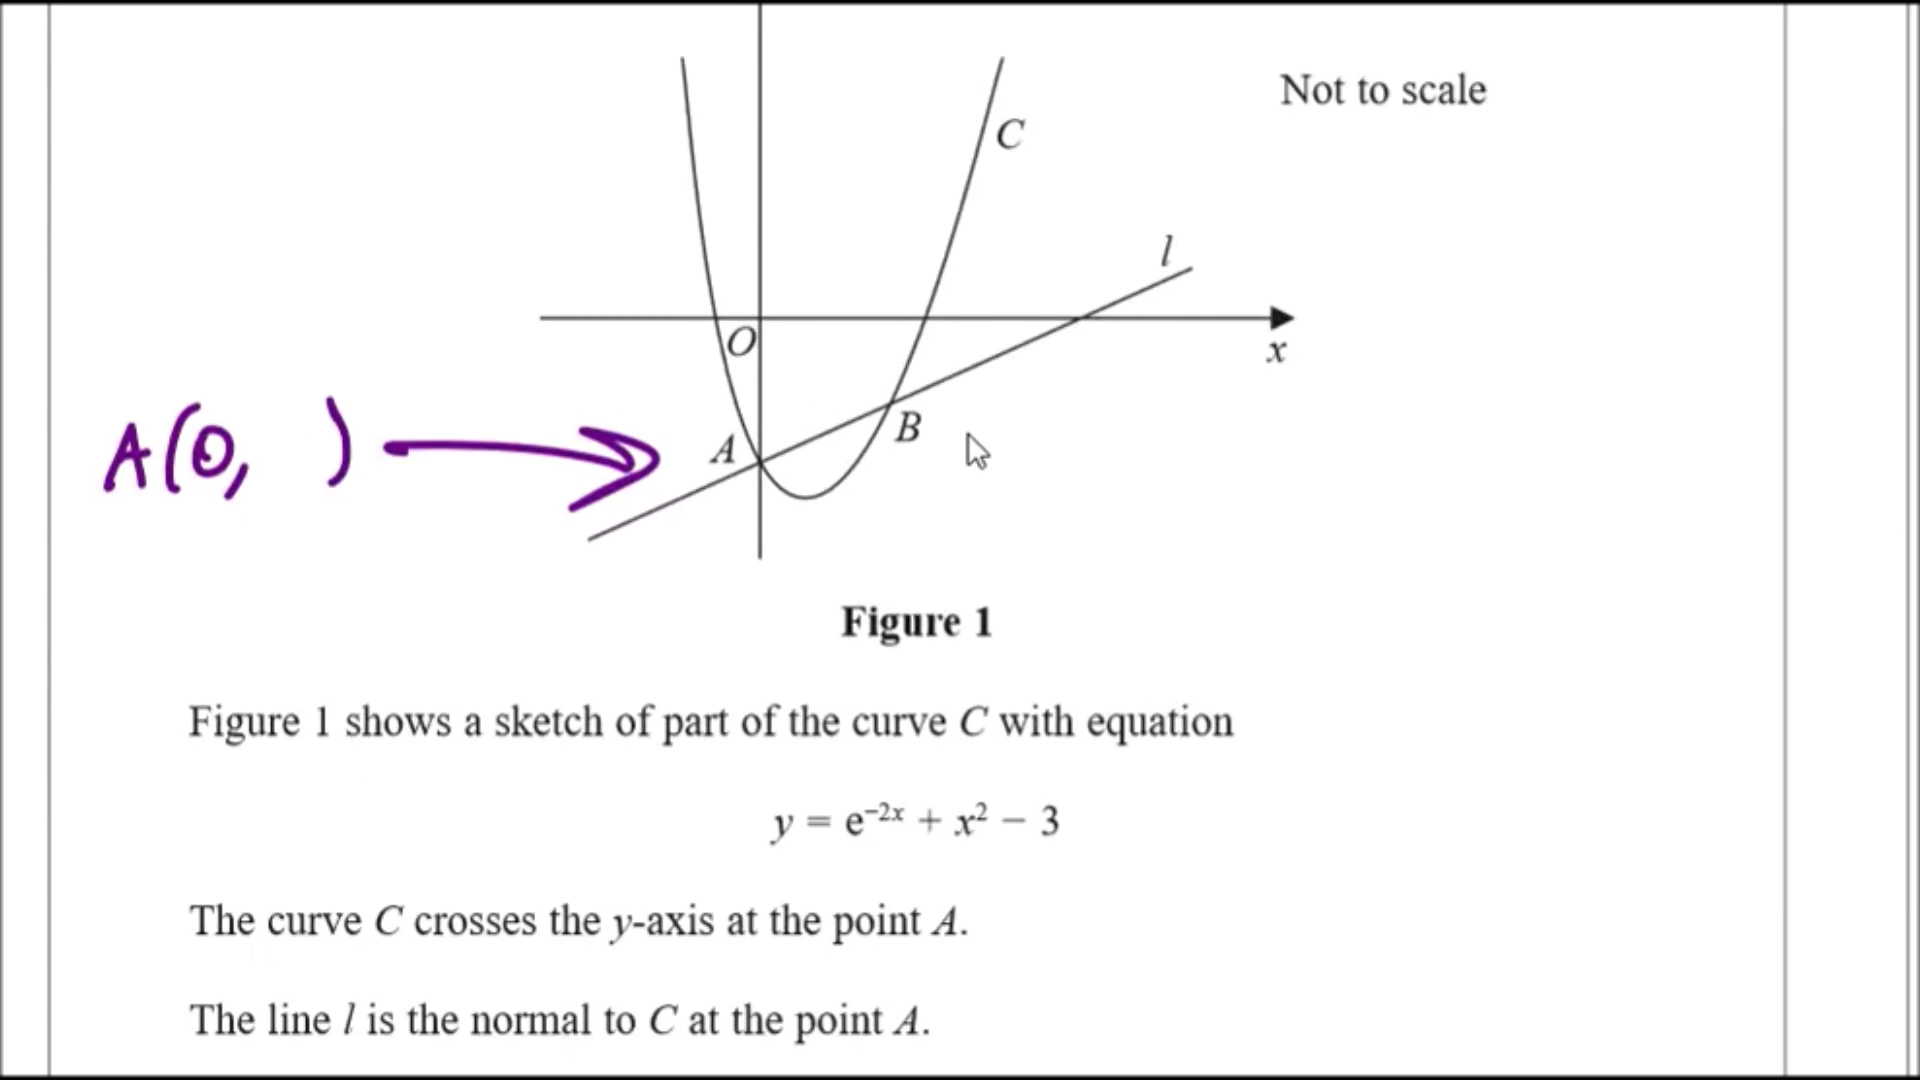 Not to scale
C
l
O
x
A(0, )
A
B
Figure 1
Figure 1 shows a sketch of part of the curve C with equation
y = e⁻²ˣ + x² − 3
The curve C crosses the y-axis at the point A.
The line l is the normal to C at the point A.